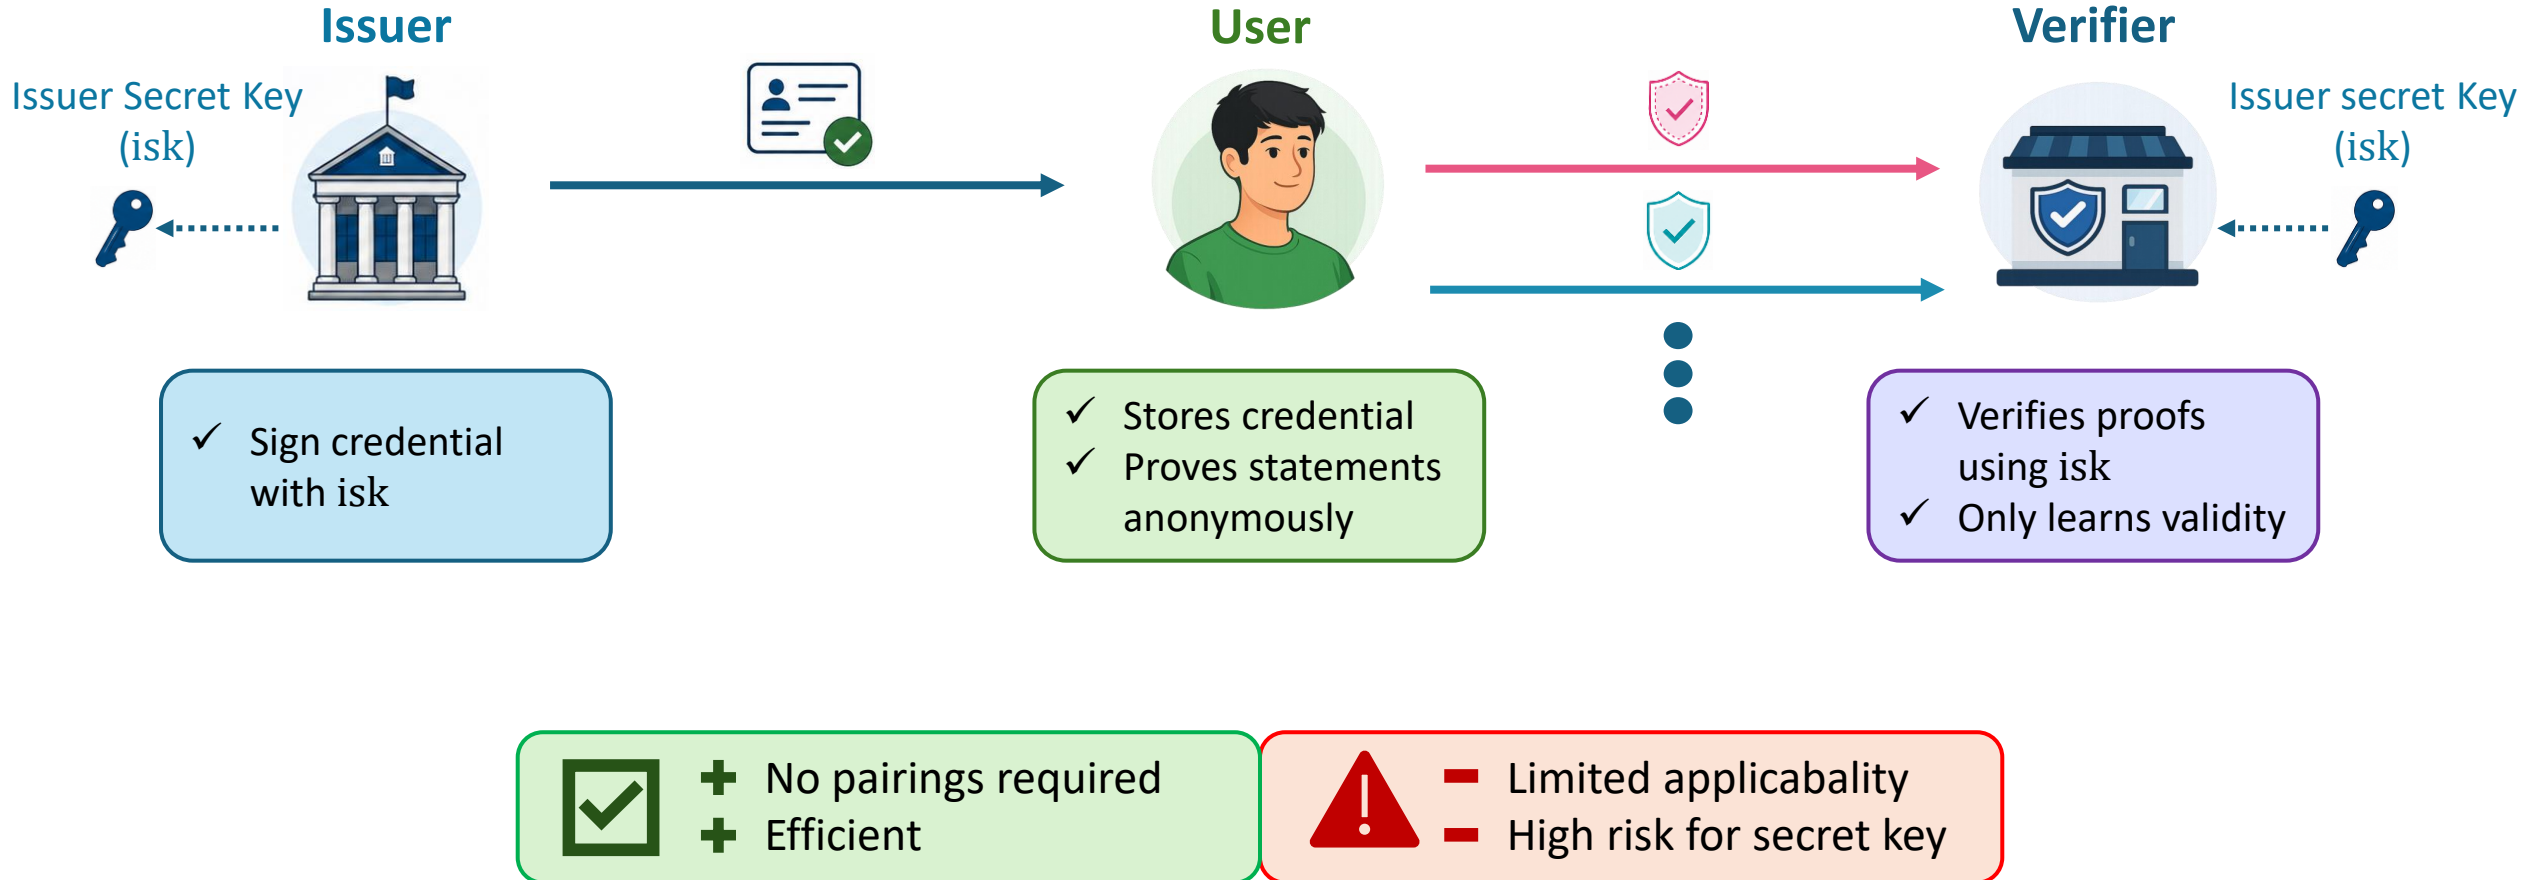 Issuer
User
Verifier
Issuer Secret Key
(isk)
Issuer secret Key
(isk)
Sign credential
with isk
Stores credential
Proves statements
anonymously
Verifies proofs
using isk
Only learns validity
No pairings required
Efficient
Limited applicabality
High risk for secret key